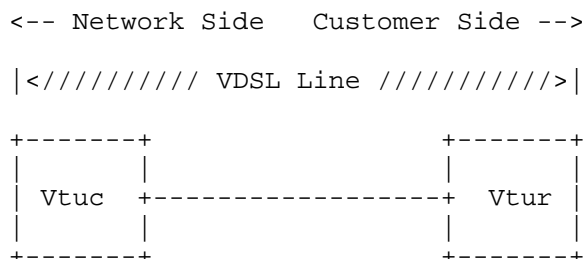 <-- Network Side   Customer Side -->
|<////////// VDSL Line ///////////>|
+-------+                  +-------+
|       |                  |       |
|  Vtuc +------------------+  Vtur |
|       |                  |       |
+-------+                  +-------+